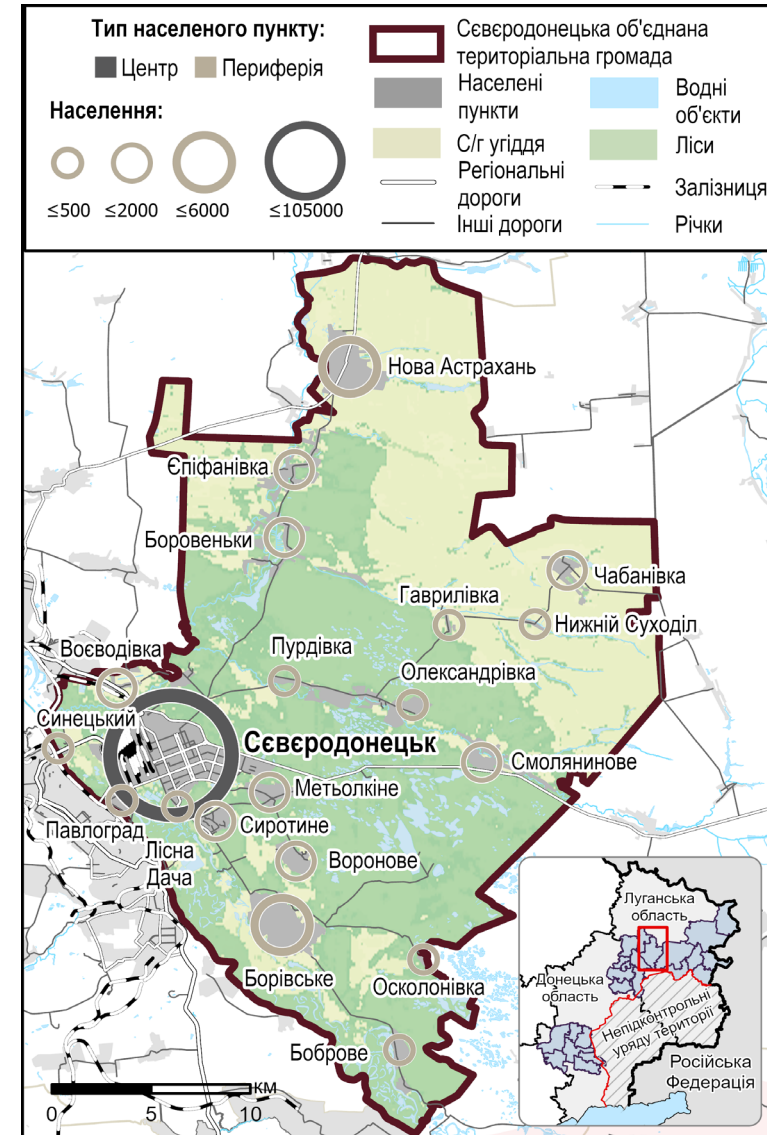 Тип населеного пункту:
Центр
Периферія
Населення:
≤500
≤2000
≤6000
≤105000
Сєвєродонецька об'єднана
територіальна громада
Населені
пункти
Водні
об'єкти
С/г угіддя
Ліси
Регіональні
дороги
Залізниця
Інші дороги
Річки
Нова Астрахань
Єпіфанівка
Боровеньки
Чабанівка
Гаврилівка
Нижній Суходіл
Воєводівка
Пурдівка
Олександрівка
Синецький
Сєвєродонецьк
Смолянинове
Метьолкіне
Павлоград
Сиротине
Лісна
Дача
Воронове
Борівське
Осколонівка
Боброве
км
0
5
10
Луганська
область
Донецька
область
Непідконтрольні
уряду території
Російська
Федерація